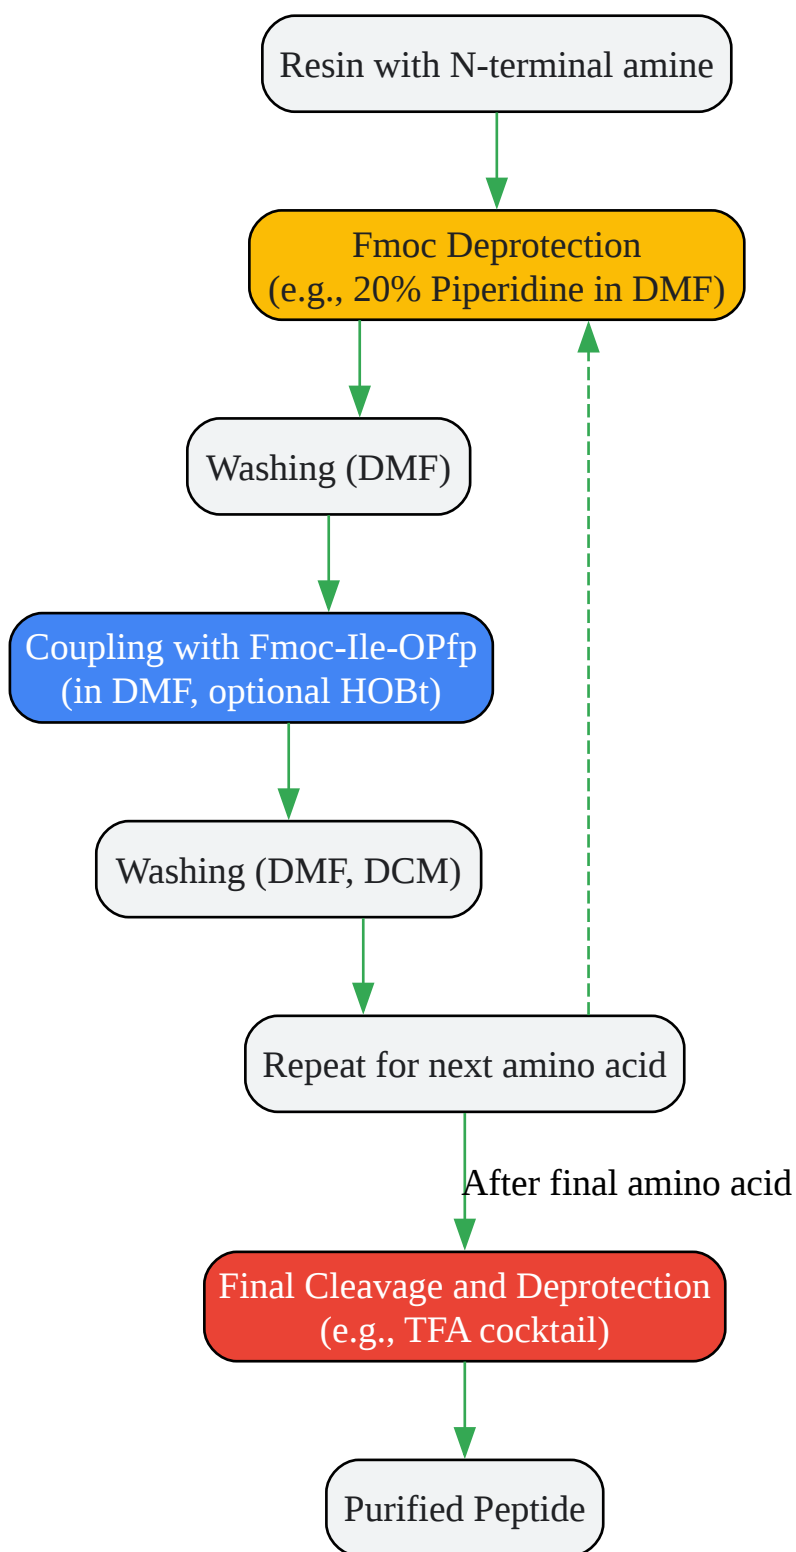 Resin with N-terminal amine
Fmoc Deprotection
(e.g., 20% Piperidine in DMF)
Washing (DMF)
Coupling with Fmoc-Ile-OPfp
(in DMF, optional HOBt)
Washing (DMF, DCM)
Repeat for next amino acid
After final amino acid
Final Cleavage and Deprotection
(e.g., TFA cocktail)
Purified Peptide